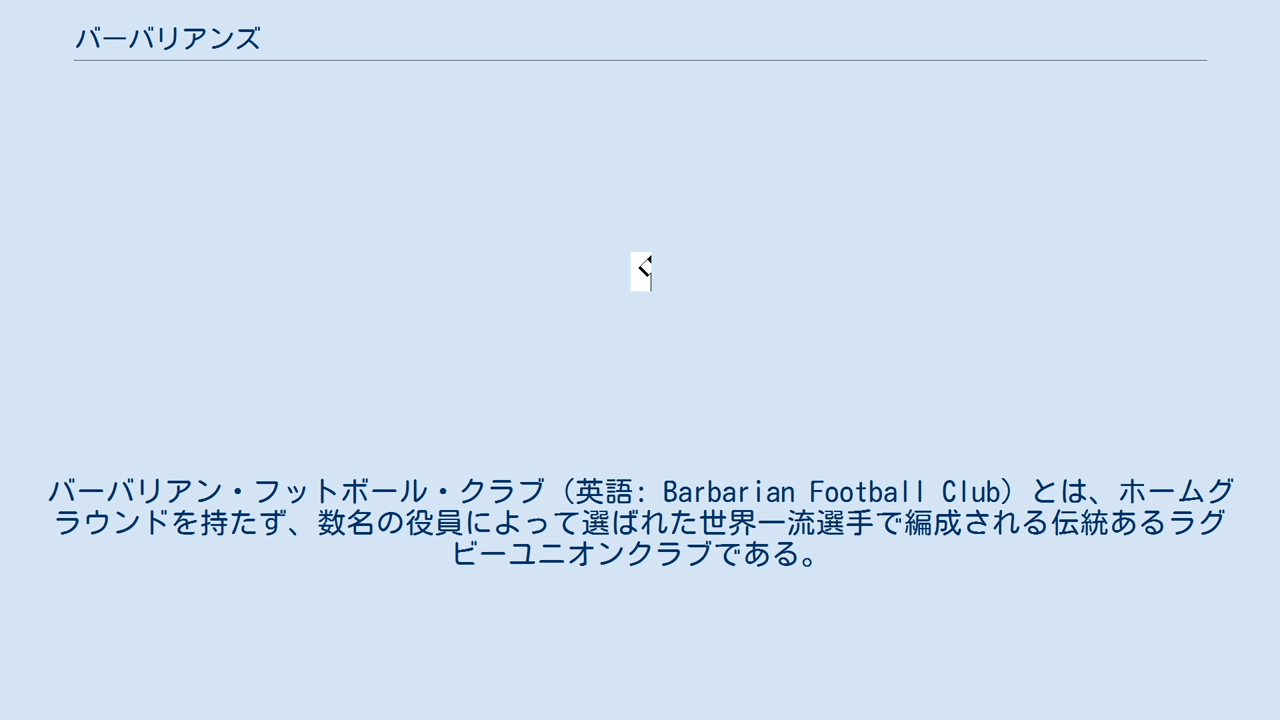 バーバリアンズ
バーバリアン・フットボール・クラブ（英語: Barbarian Football Club）とは、ホームグ
ラウンドを持たず、数名の役員によって選ばれた世界一流選手で編成される伝統あるラグ
ビーユニオンクラブである。